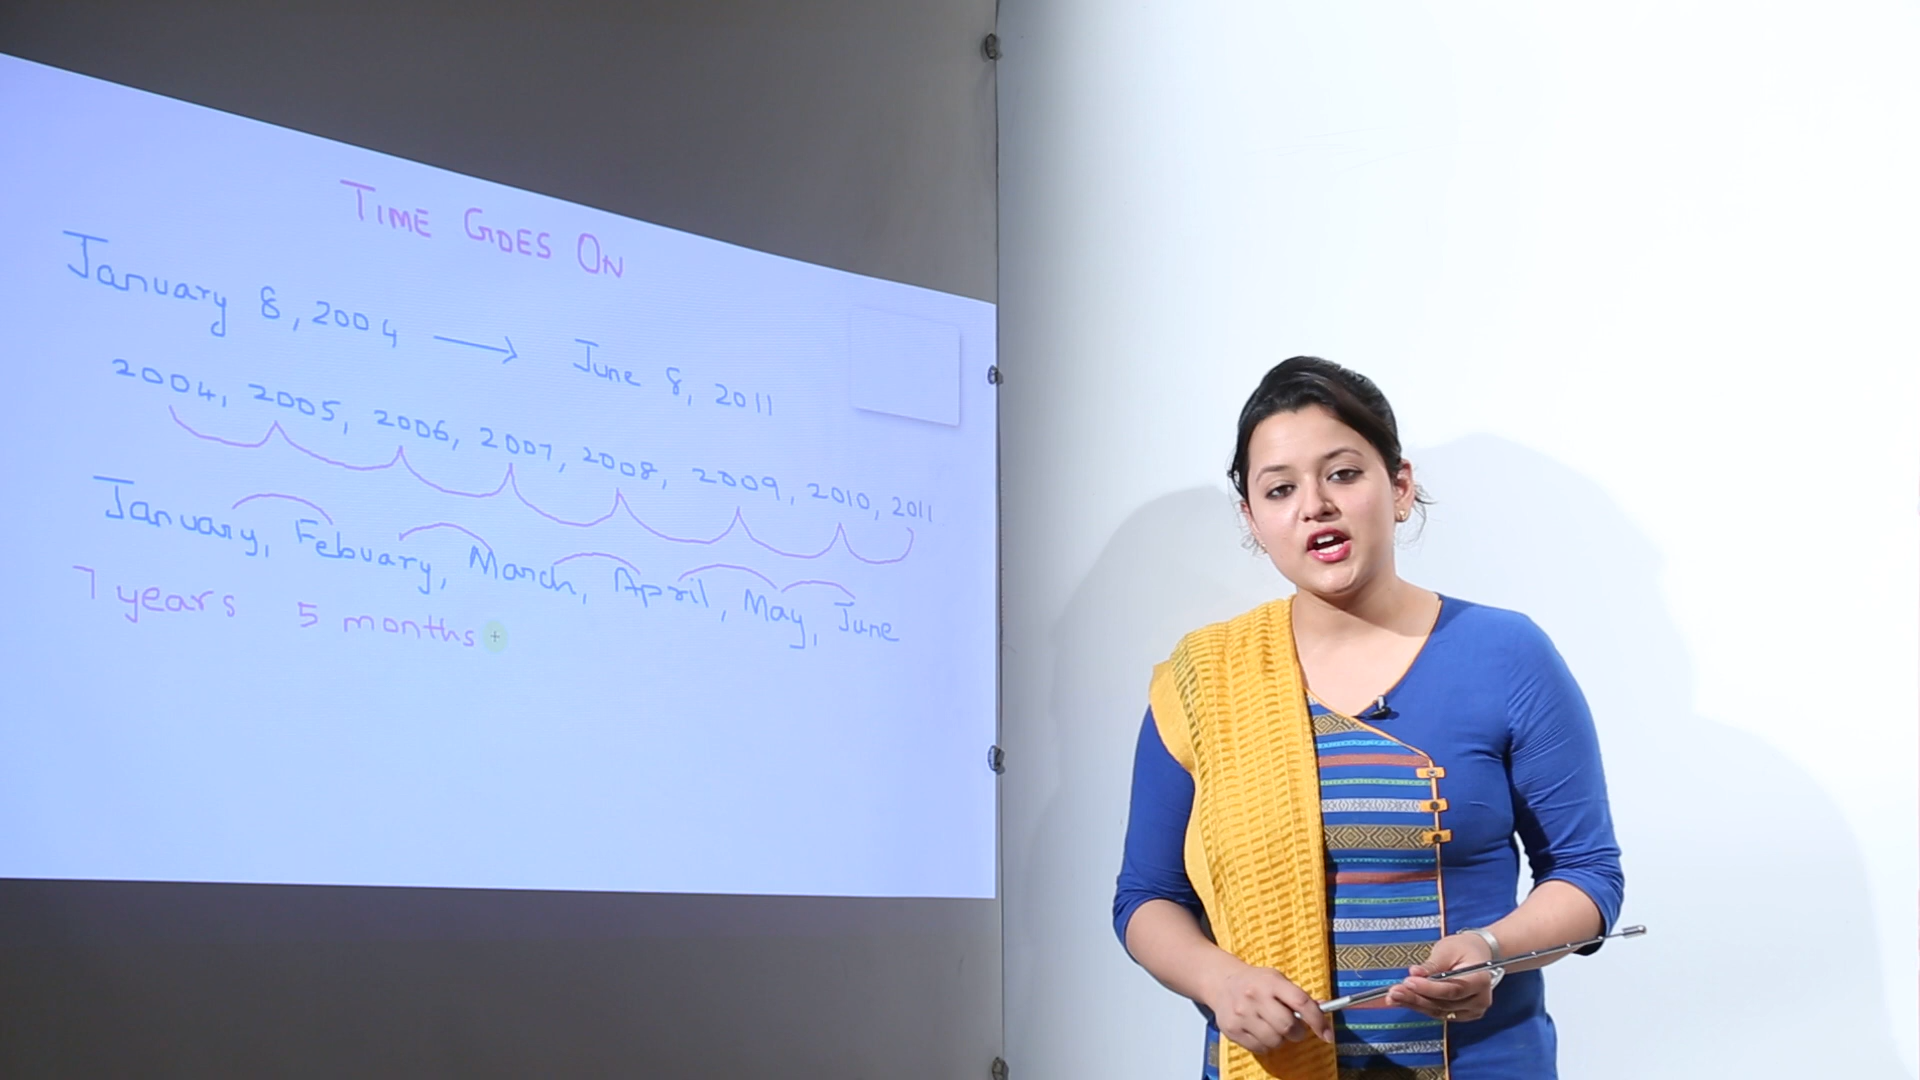 TIME GOES ON
January 8, 2004 → June 8, 2011
2004, 2005, 2006, 2007, 2008, 2009, 2010, 2011
January, Febuary, March, April, May, June
7 years 5 months